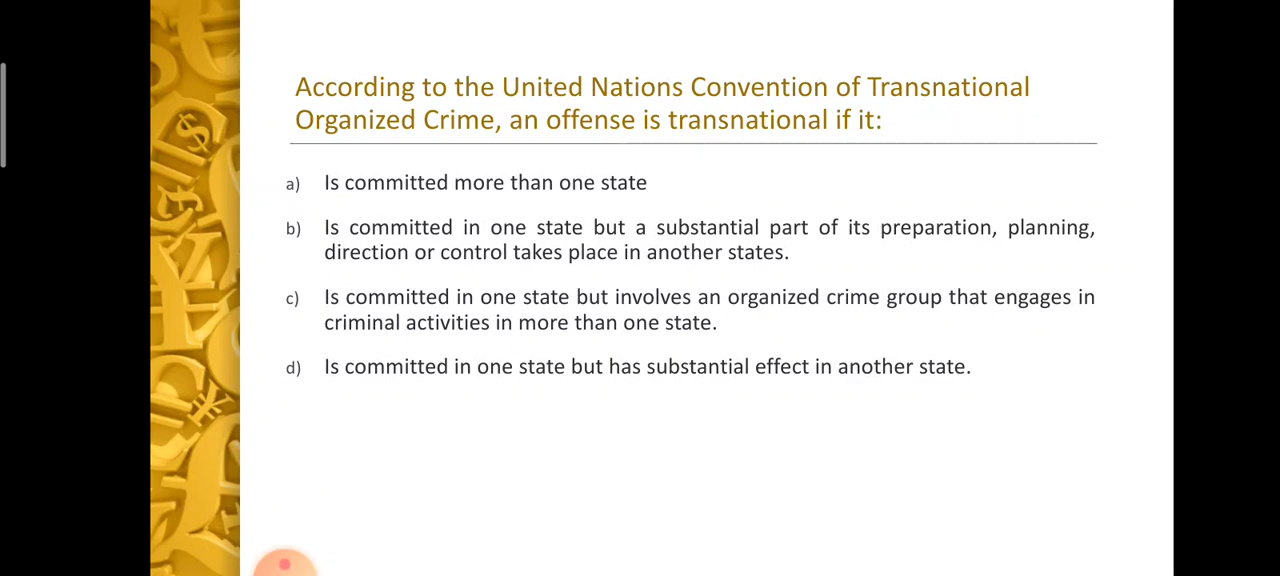 According to the United Nations Convention of Transnational
Organized Crime, an offense is transnational if it:
a) Is committed more than one state
b) Is committed in one state but a substantial part of its preparation, planning,
direction or control takes place in another states.
c) Is committed in one state but involves an organized crime group that engages in
criminal activities in more than one state.
d) Is committed in one state but has substantial effect in another state.